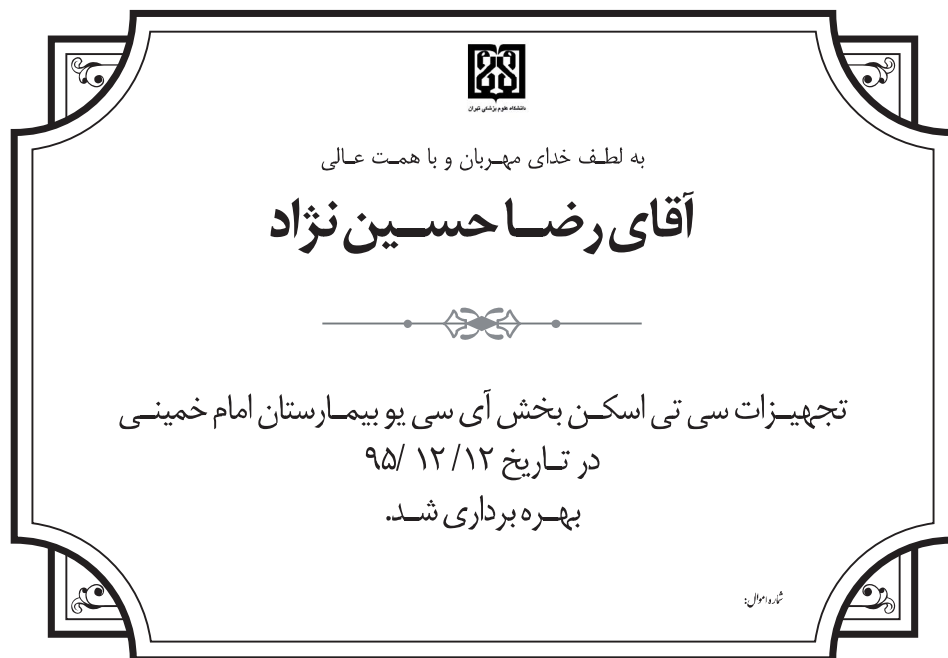 دانشگاه علوم پزشکی تهران
به لطف خدای مهربان و با همت عالی
آقای رضا حسین نژاد
تجهیزات سی تی اسکن بخش آی سی یو بیمارستان امام خمینی
در تاریخ ۱۲/ ۱۲ /۹۵
بهره برداری شد.
شماره اموال: